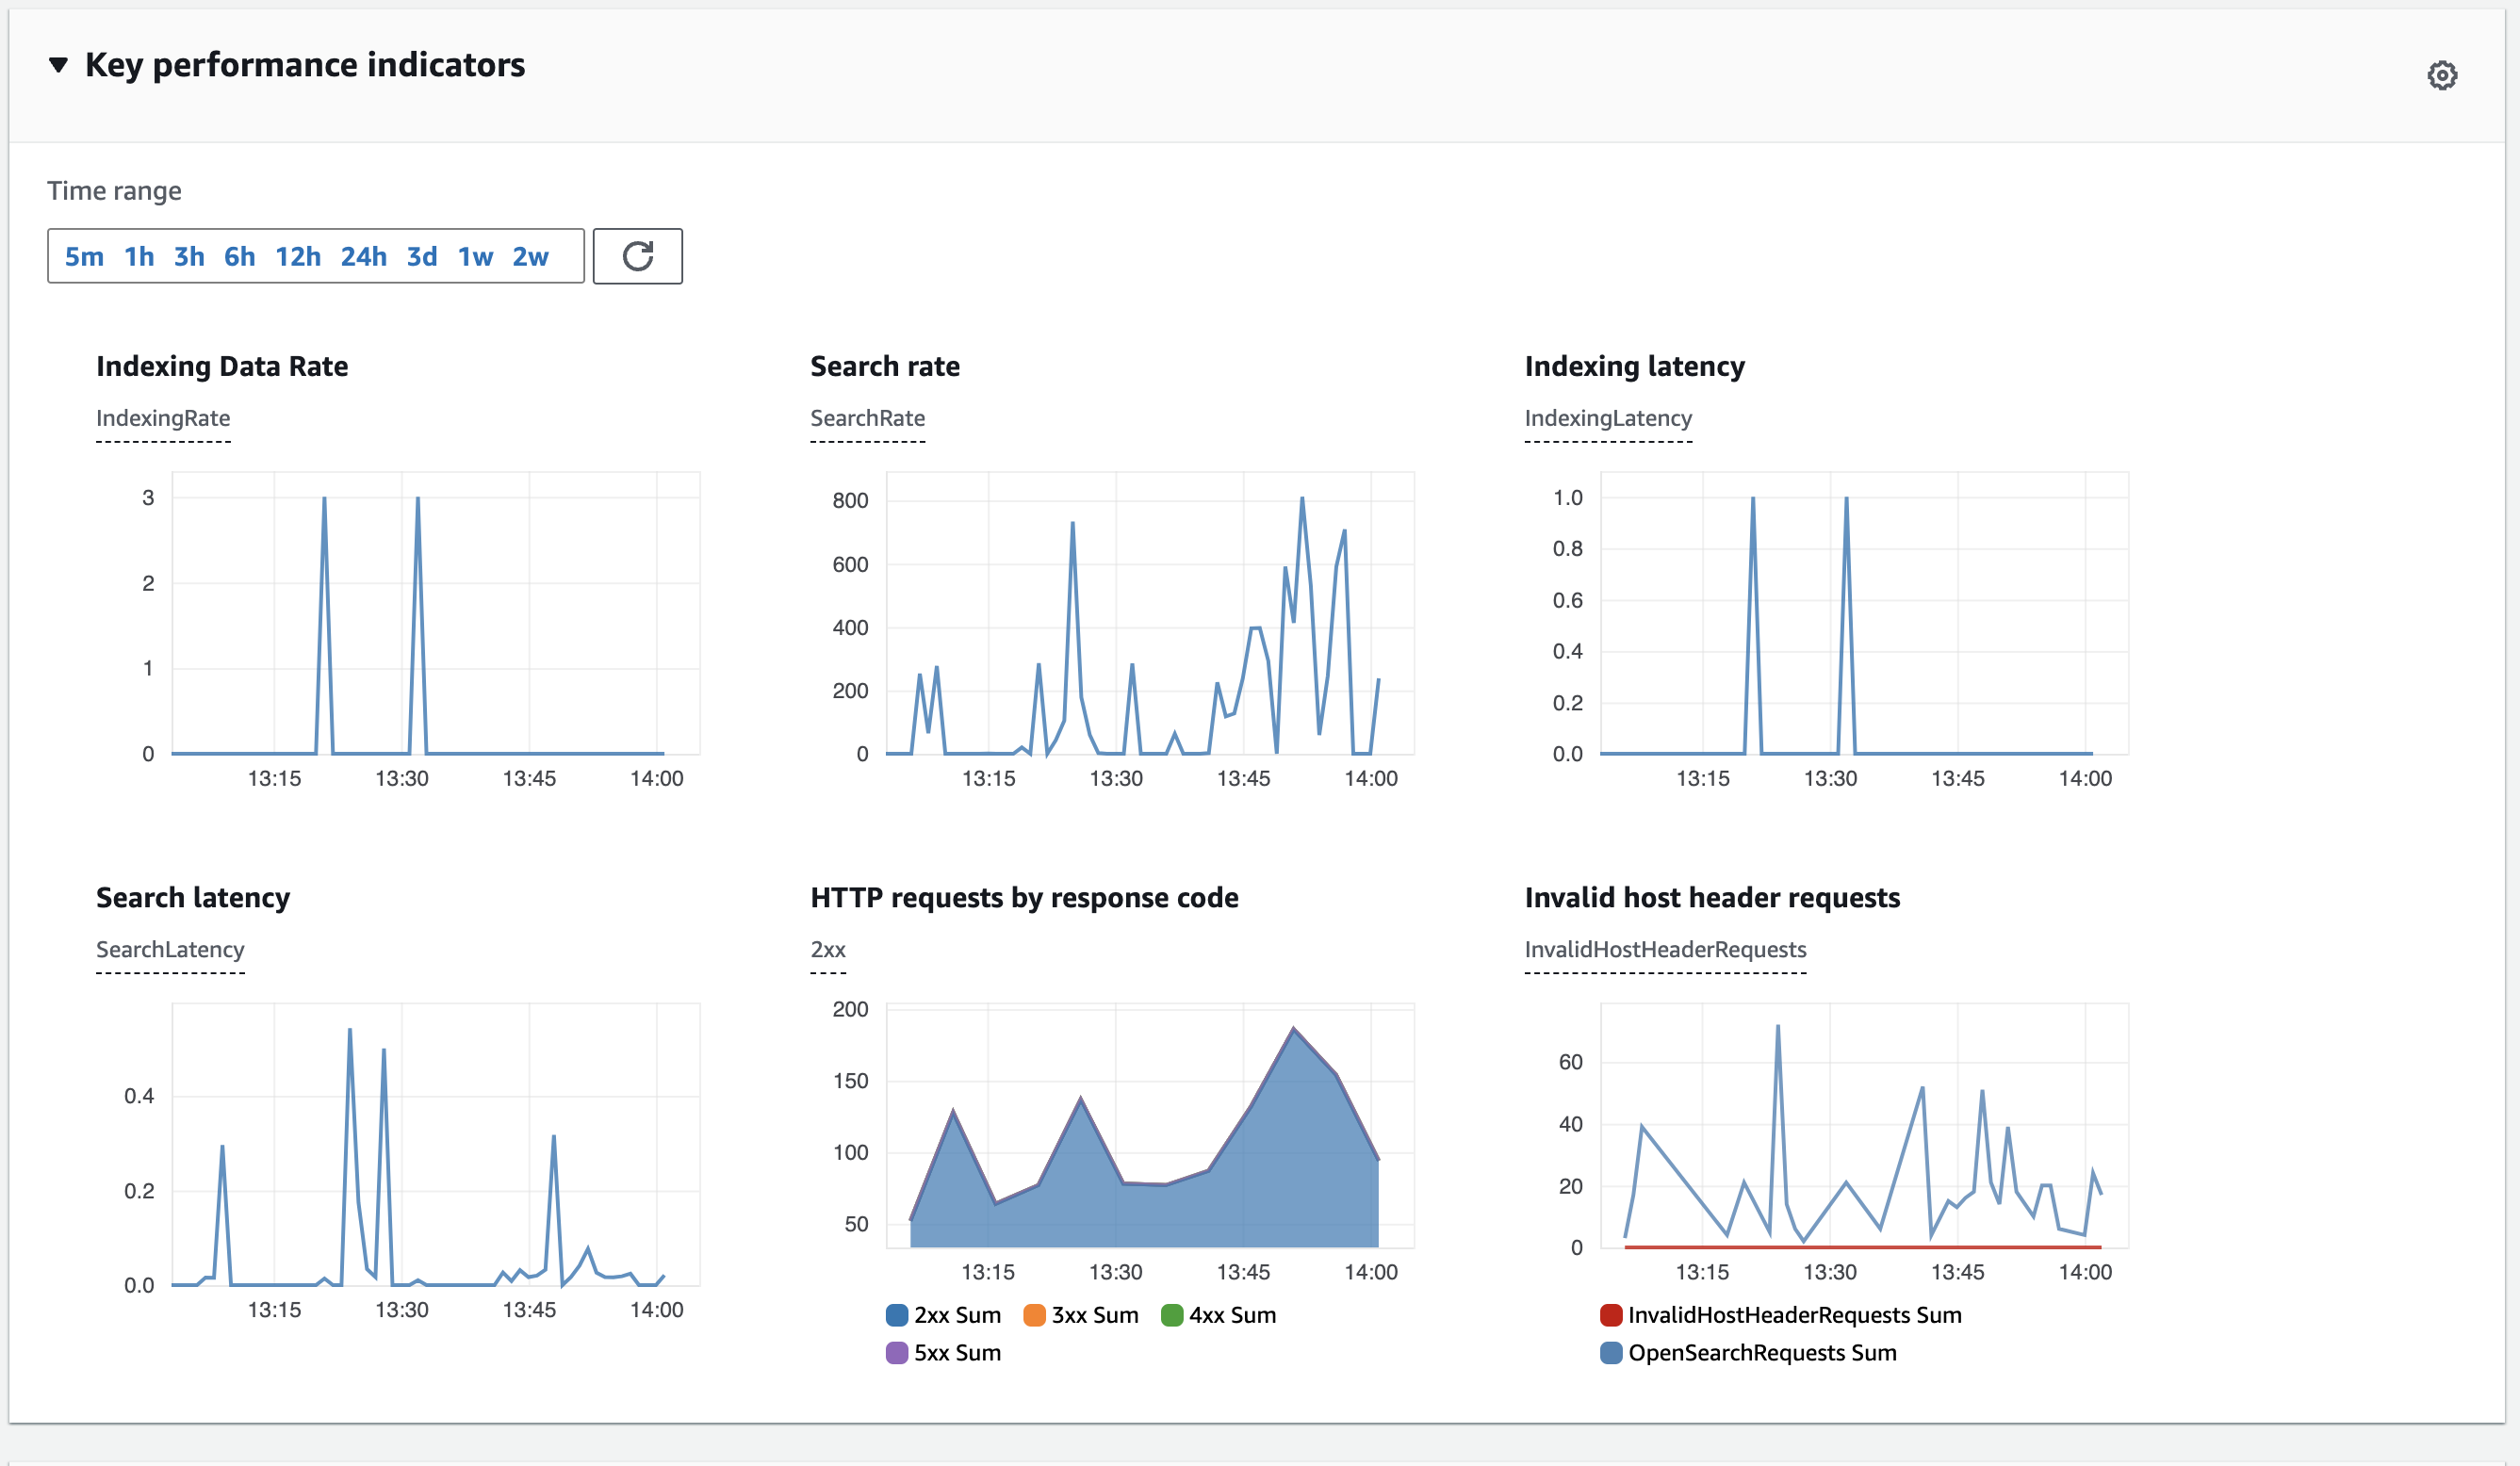 Key performance indicators
Time range
5m 1h 3h 6h 12h 24h 3d 1w 2w
Indexing Data Rate
IndexingRate
3
2
1
0
13:15 13:30 13:45 14:00
Search rate
SearchRate
800
600
400
200
0
13:15 13:30 13:45 14:00
Indexing latency
IndexingLatency
1.0
0.8
0.6
0.4
0.2
0.0
13:15 13:30 13:45 14:00
Search latency
SearchLatency
0.4
0.2
0.0
13:15 13:30 13:45 14:00
HTTP requests by response code
2xx
200
150
100
50
13:15 13:30 13:45 14:00
2xx Sum 3xx Sum 4xx Sum
5xx Sum
Invalid host header requests
InvalidHostHeaderRequests
60
40
20
0
13:15 13:30 13:45 14:00
InvalidHostHeaderRequests Sum
OpenSearchRequests Sum